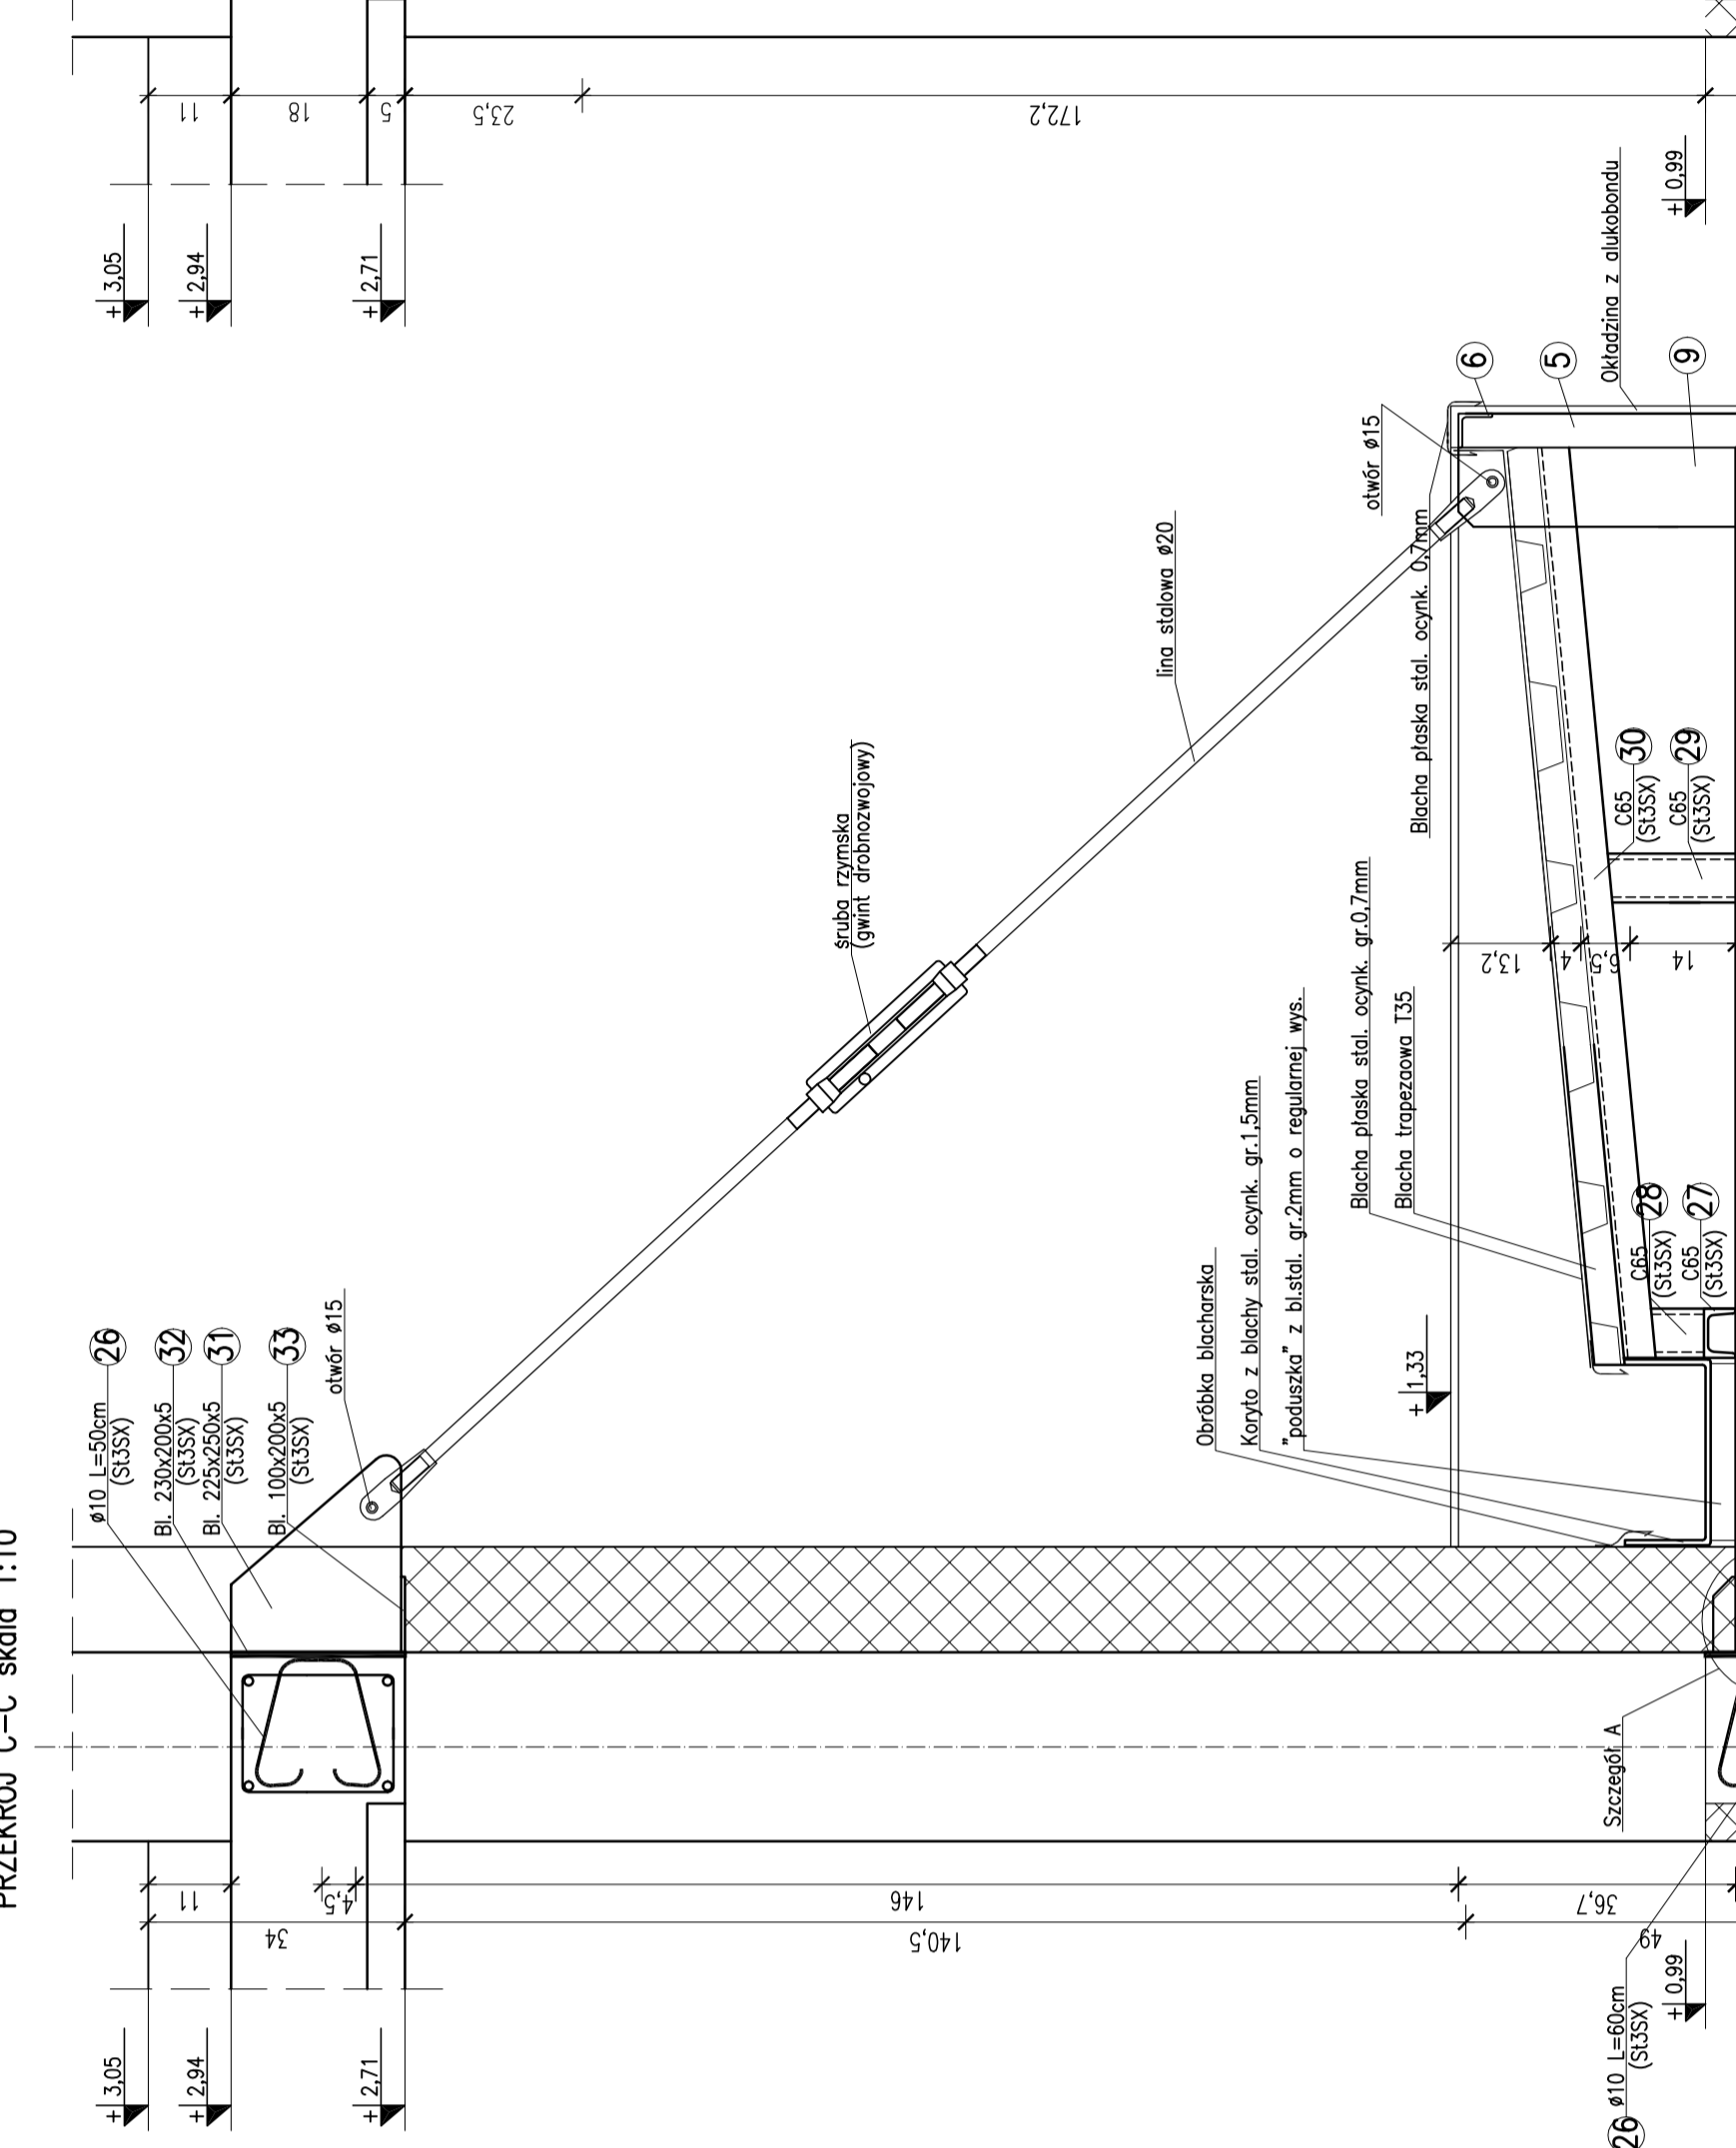 PRZEKRÓJ C-C skala 1:10
11
18
5
23,5
172,2
+ 3,05
+ 2,94
+ 2,71
+ 0,99
Okładzina z alukobondu
6
5
9
otwór ø15
Blacha płaska stal. ocynk. 0,7mm
lina stalowa ø20
śruba rzymska
(gwint drobnozwojowy)
C65
(St3SX)
30
C65
(St3SX)
29
13,2
4
6,5
14
Blacha płaska stal. ocynk. gr.0,7mm
Blacha trapezaowa T35
"poduszka" z bl.stal. gr.2mm o regularnej wys.
Koryto z blachy stal. ocynk. gr.1,5mm
Obróbka blacharska
C65
(St3SX)
28
C65
(St3SX)
27
+ 1,33
ø10 L=50cm
(St3SX)
26
Bl. 230x200x5
(St3SX)
32
Bl. 225x250x5
(St3SX)
31
Bl. 100x200x5
(St3SX)
33
otwór ø15
Szczegół A
11
4,5
146
36,7
34
140,5
49
+ 3,05
+ 2,94
+ 2,71
+ 0,99
26
ø10 L=60cm
(St3SX)